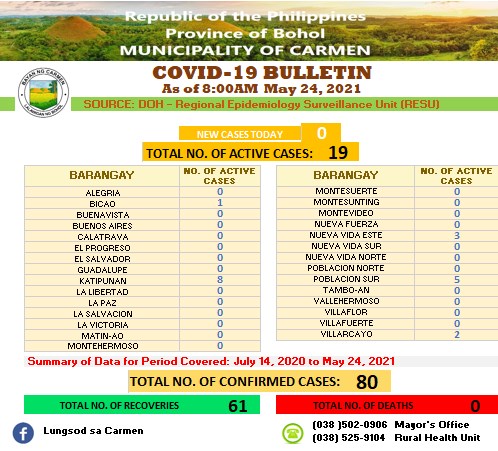 Republic of the Philippines
Province of Bohol
MUNICIPALITY OF CARMEN
COVID-19 BULLETIN
As of 8:00AM May 24, 2021
SOURCE: DOH – Regional Epidemiology Surveillance Unit (RESU)
NEW CASES TODAY 0
TOTAL NO. OF ACTIVE CASES: 19
BARANGAY NO. OF ACTIVE CASES
ALEGRIA 0
BICAO 1
BUENAVISTA 0
BUENOS AIRES 0
CALATRAVA 0
EL PROGRESO 0
EL SALVADOR 0
GUADALUPE 0
KATIPUNAN 8
LA LIBERTAD 0
LA PAZ 0
LA SALVACION 0
LA VICTORIA 0
MATIN-AO 0
MONTEHERMOSO 0
BARANGAY NO. OF ACTIVE CASES
MONTESUERTE 0
MONTESUNTING 0
MONTEVIDEO 0
NUEVA FUERZA 0
NUEVA VIDA ESTE 3
NUEVA VIDA SUR 0
NUEVA VIDA NORTE 0
POBLACION NORTE 0
POBLACION SUR 5
TAMBO-AN 0
VALLEHERMOSO 0
VILLAFLOR 0
VILLAFUERTE 0
VILLARCAYO 2
Summary of Data for Period Covered: July 14, 2020 to May 24, 2021
TOTAL NO. OF CONFIRMED CASES: 80
TOTAL NO. OF RECOVERIES 61
TOTAL NO. OF DEATHS 0
Lungsod sa Carmen
(038 )502-0906 Mayor's Office
(038) 525-9104 Rural Health Unit